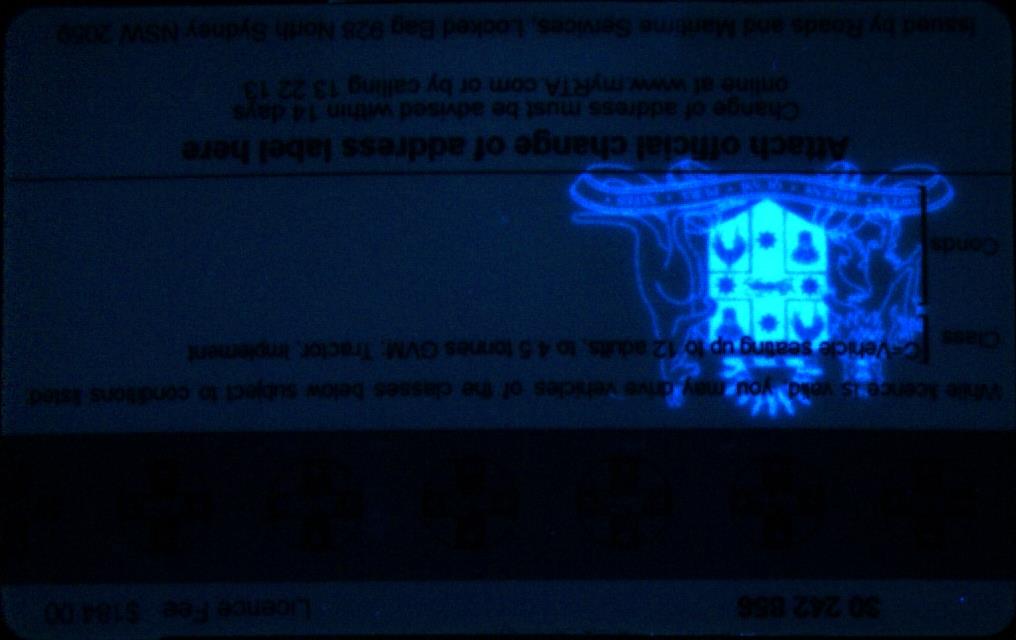 30 242 856 Licence Fee $184.00
While licence is valid, you may drive vehicles of the classes below subject to conditions listed
Class C=Vehicle seating up to 12 adults, to 4.5 tonnes GVM; Tractor, Implement
Conds
Attach official change of address label here
Change of address must be advised within 14 days
online at www.myRTA.com or by calling 13 22 13
Issued by Roads and Maritime Services, Locked Bag 928 North Sydney NSW 2059